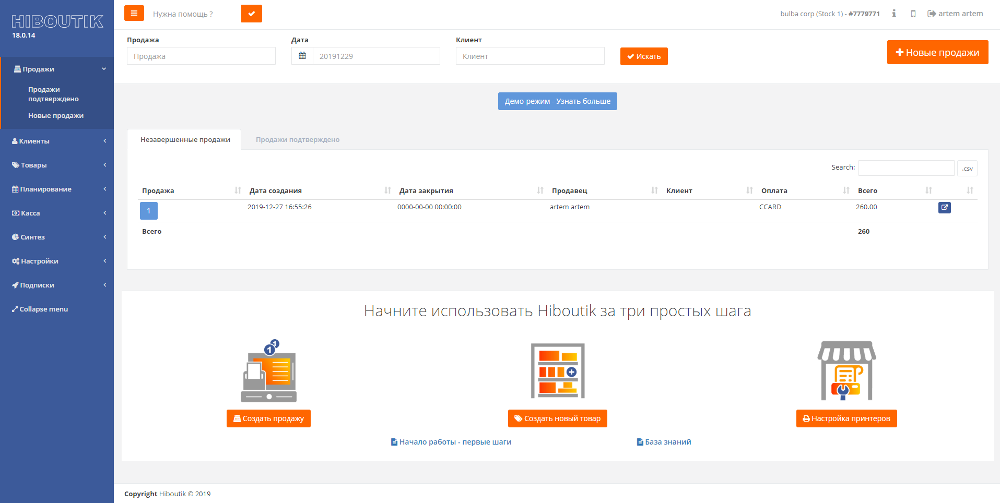 HIBOUTIK
18.0.14
Продажи
Продажи
подтверждено
Новые продажи
Клиенты
Товары
Планирование
Касса
Синтез
Настройки
Подписки
Collapse menu
Нужна помощь ?
bulba corp (Stock 1) - #7779771
artem artem
Продажа Дата Клиент
Продажа 20191229 Клиент Искать
Новые продажи
Демо-режим - Узнать больше
Незавершенные продажи Продажи подтверждено
Search: .csv
Продажа Дата создания Дата закрытия Продавец Клиент Оплата Всего
1 2019-12-27 16:55:26 0000-00-00 00:00:00 artem artem CCARD 260.00
Всего 260
Начните использовать Hiboutik за три простых шага
1 1
Создать продажу Создать новый товар Настройка принтеров
Начало работы - первые шаги База знаний
Copyright Hiboutik © 2019